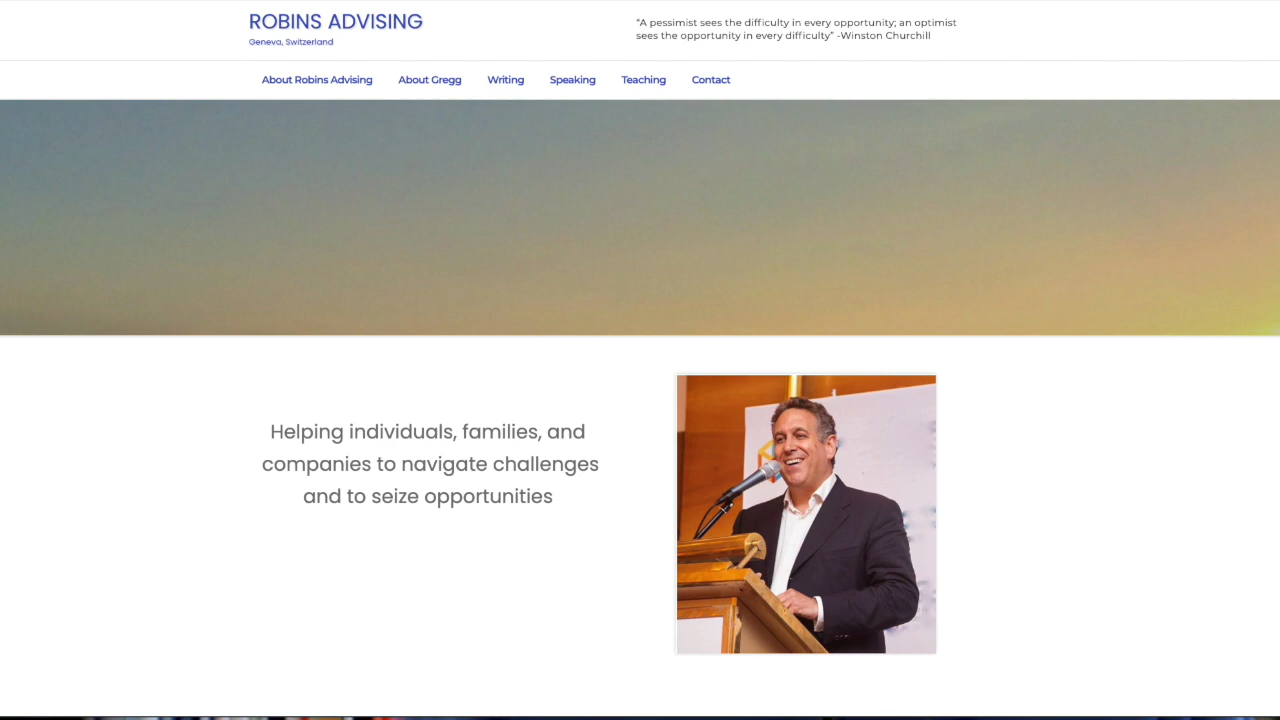 ROBINS ADVISING
Geneva, Switzerland
“A pessimist sees the difficulty in every opportunity; an optimist
sees the opportunity in every difficulty” -Winston Churchill
About Robins Advising About Gregg Writing Speaking Teaching Contact
Helping individuals, families, and
companies to navigate challenges
and to seize opportunities